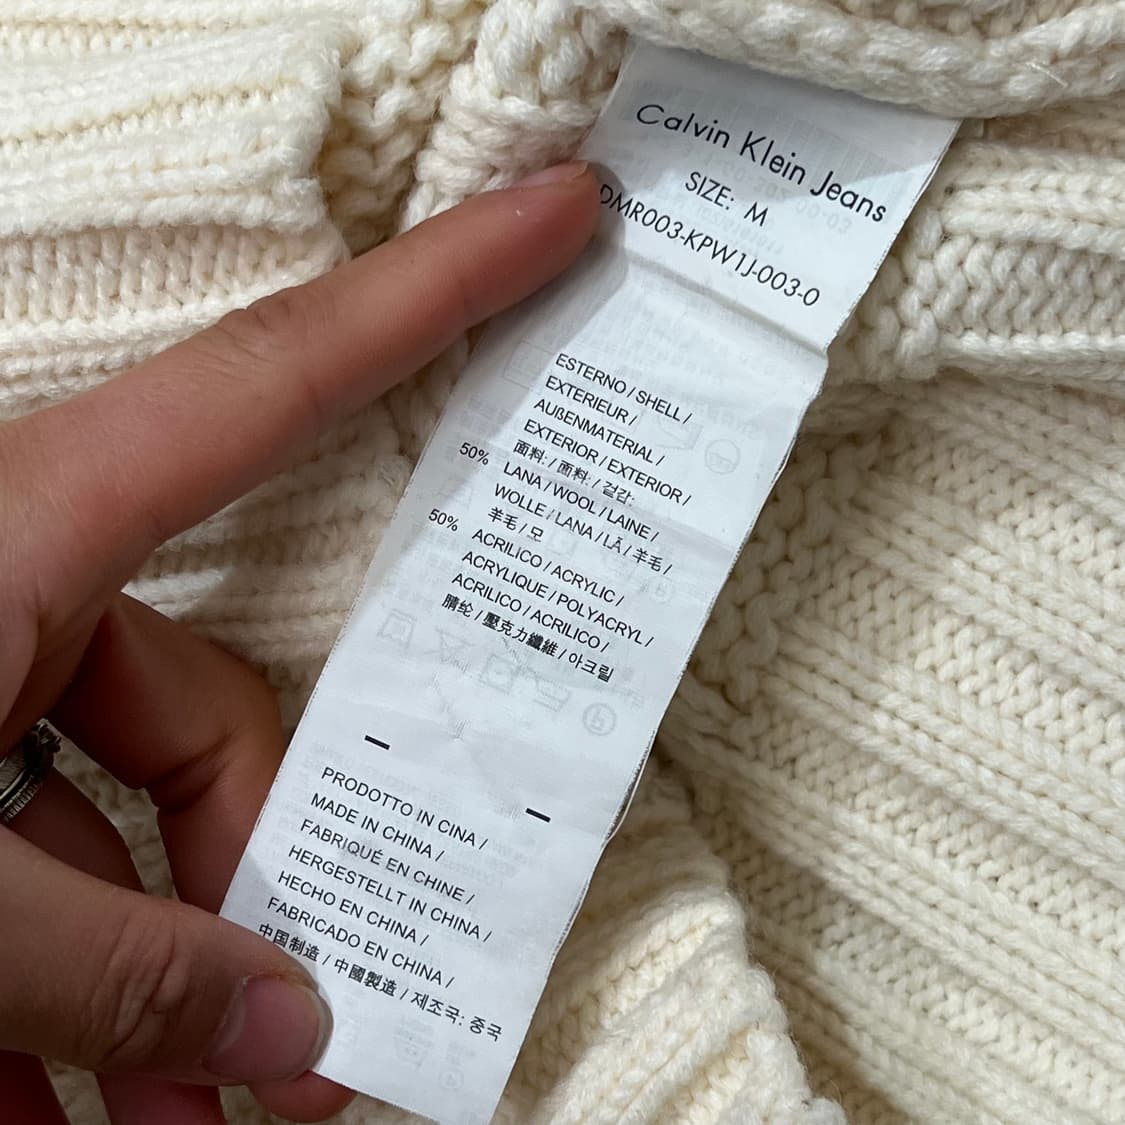 Calvin Klein Jeans
SIZE: M
DMR003-KPW1J-003-0
ESTERNO / SHELL /
EXTERIEUR /
AUßENMATERIAL /
EXTERIOR / EXTERIOR /
面料: / 面料: / 겉감:
50% LANA / WOOL / LAINE /
WOLLE / LANA / LÃ / 羊毛 /
羊毛 / 모
50% ACRILICO / ACRYLIC /
ACRYLIQUE / POLYACRYL /
ACRILICO / ACRILICO /
腈纶 / 壓克力纖維 / 아크릴
PRODOTTO IN CINA /
MADE IN CHINA /
FABRIQUÉ EN CHINE /
HERGESTELLT IN CHINA /
HECHO EN CHINA /
FABRICADO EN CHINA /
中国制造 / 中國製造 / 제조국: 중국